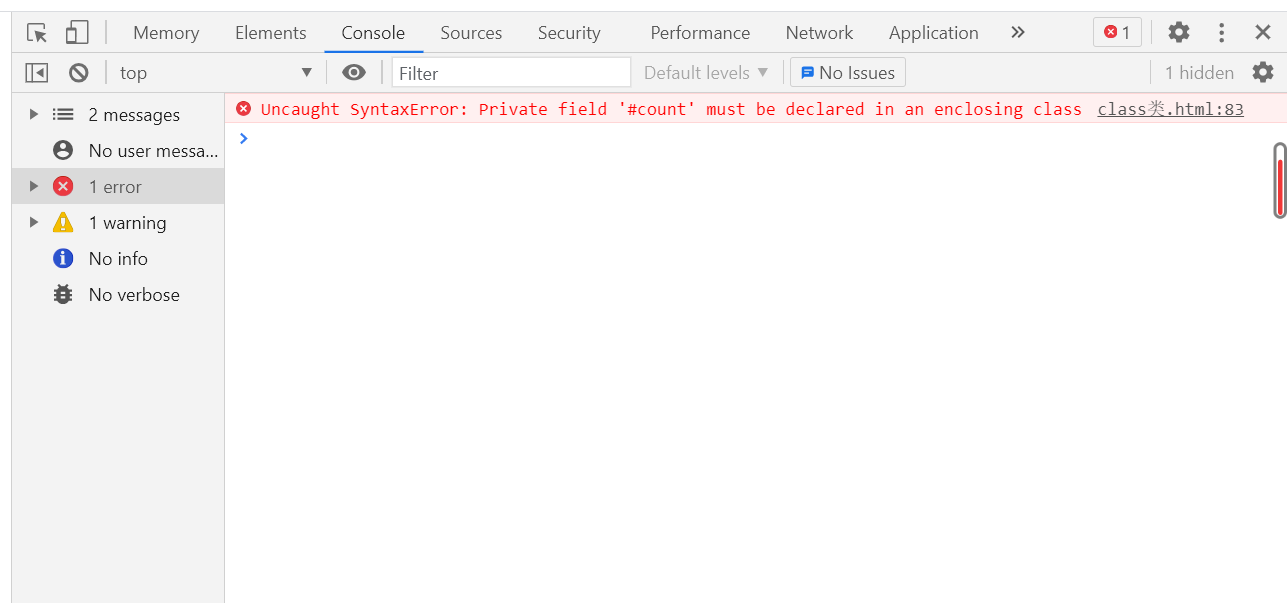 Memory Elements Console Sources Security Performance Network Application » 1
top Filter Default levels No Issues 1 hidden
2 messages
No user messa...
1 error
1 warning
No info
No verbose
Uncaught SyntaxError: Private field '#count' must be declared in an enclosing class class类.html:83